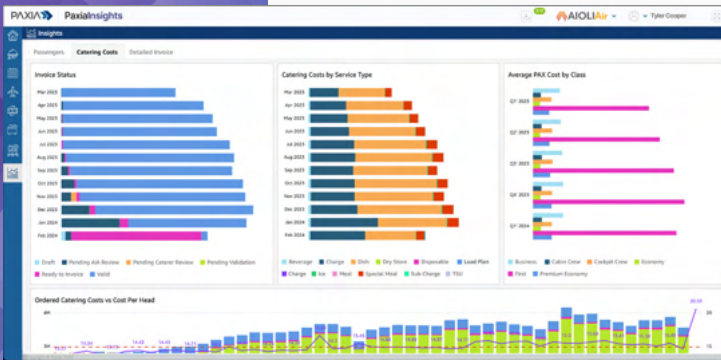 PAXIA PaxiaInsights
AIOLIAir
Tyler Cooper
Insights
Passengers Catering Costs Detailed Invoice
Invoice Status
Mar 2023
Apr 2023
May 2023
Jun 2023
Jul 2023
Aug 2023
Sep 2023
Oct 2023
Nov 2023
Dec 2023
Jan 2024
Feb 2024
Draft Pending AIA Review Pending Caterer Review Pending Validation
Ready to Invoice Valid
Catering Costs by Service Type
Mar 2023
Apr 2023
May 2023
Jun 2023
Jul 2023
Aug 2023
Sep 2023
Oct 2023
Nov 2023
Dec 2023
Jan 2024
Feb 2024
Beverage Charge Dish Dry Store Disposable Load Plan
Charge Ice Meal Special Meal Sub-Charge TSU
Average PAX Cost by Class
Q1 2023
Q2 2023
Q3 2023
Q4 2023
Q1 2024
Business Cabin Crew Cockpit Crew Economy
First Premium Economy
Ordered Catering Costs vs Cost Per Head